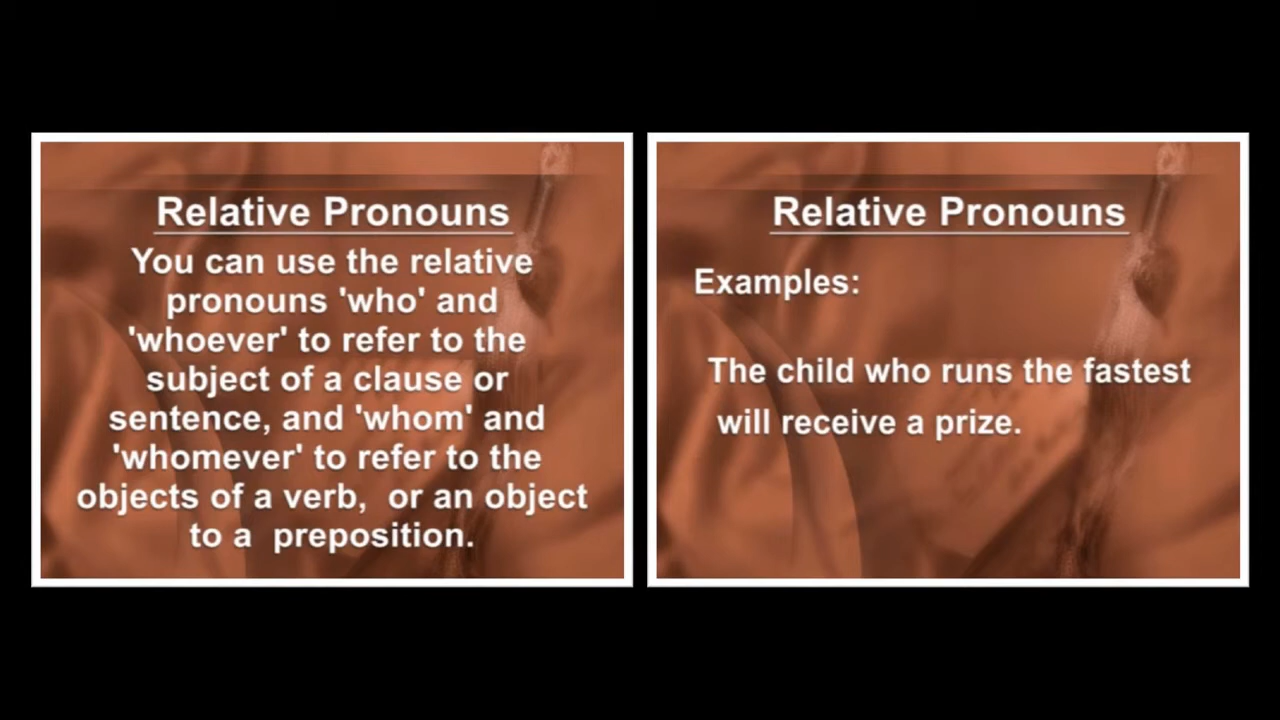 Relative Pronouns
You can use the relative
pronouns 'who' and
'whoever' to refer to the
subject of a clause or
sentence, and 'whom' and
'whomever' to refer to the
objects of a verb,  or an object
to a  preposition.
Relative Pronouns
Examples:
The child who runs the fastest
will receive a prize.